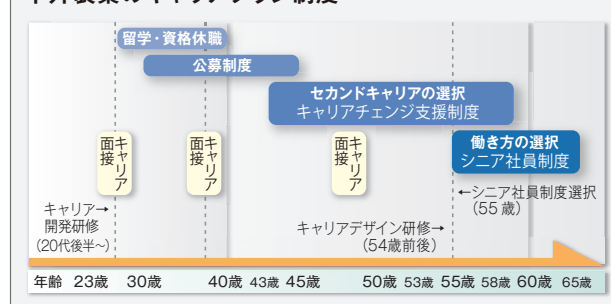 留学・資格休職
公募制度
セカンドキャリアの選択
キャリアチェンジ支援制度
働き方の選択
シニア社員制度
キャリア面接
キャリア面接
キャリア面接
←シニア社員制度選択
（55歳）
キャリア→
開発研修
（20代後半～）
キャリアデザイン研修→
（54歳前後）
年齢 23歳 30歳 40歳 43歳 45歳 50歳 53歳 55歳 58歳 60歳 65歳